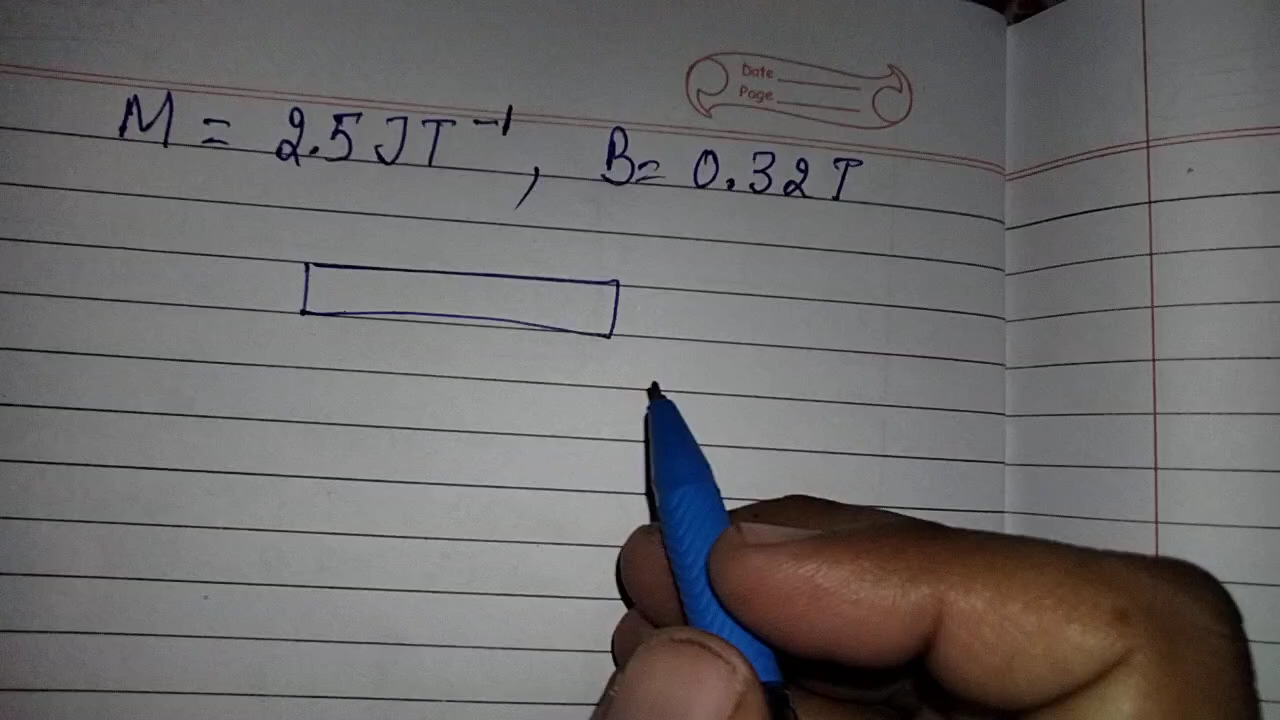 Date
Page
M = 2.5 JT⁻¹, B = 0.32 T